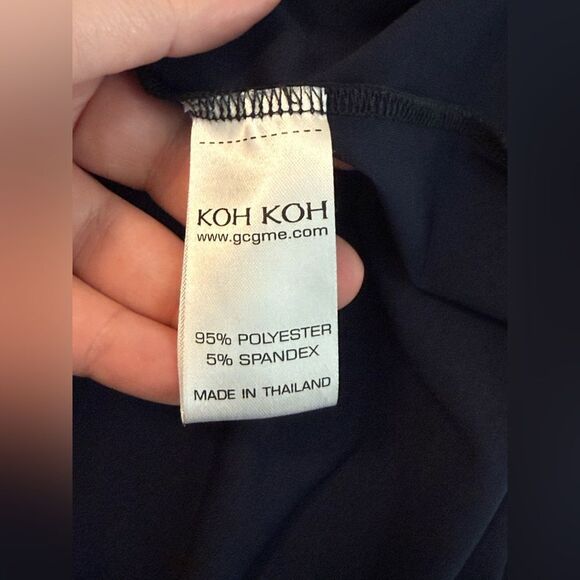 KOH KOH
www.gcgme.com
95% POLYESTER
5% SPANDEX
MADE IN THAILAND